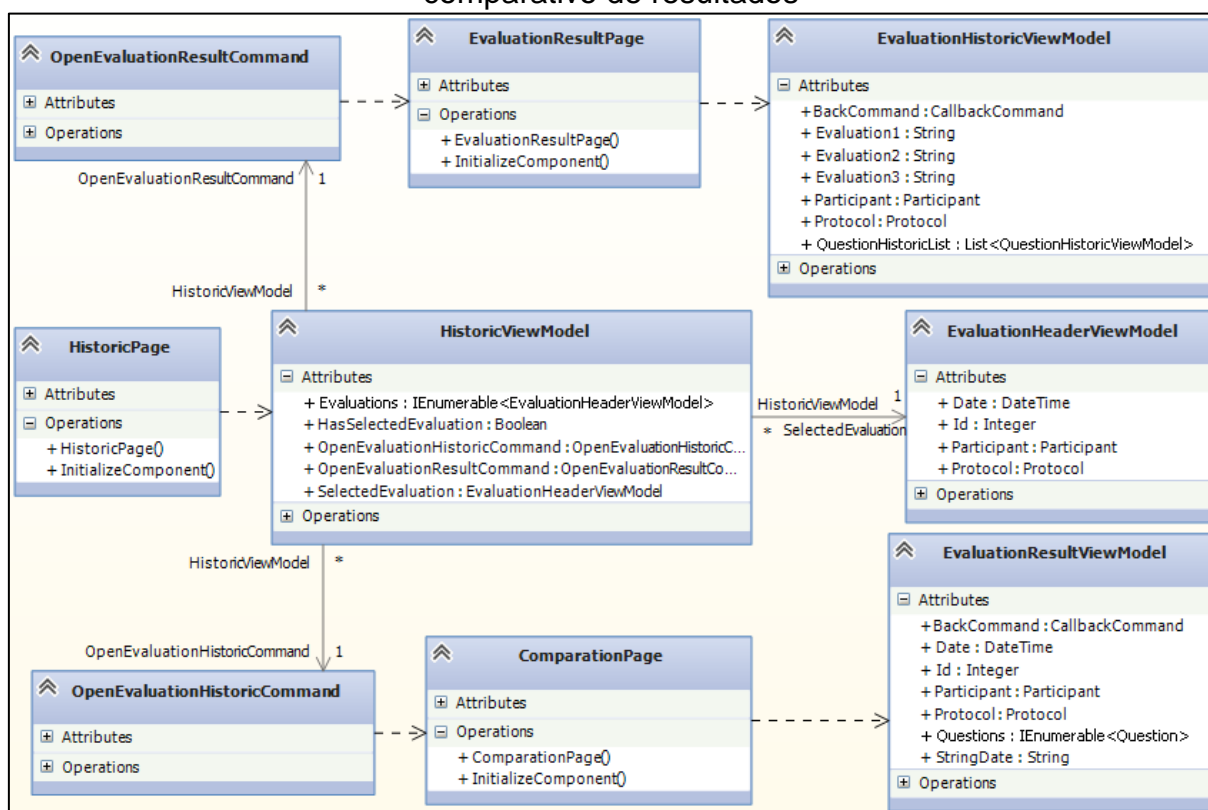 comparativo de resultados
OpenEvaluationResultCommand
Attributes
Operations
EvaluationResultPage
Attributes
Operations
+ EvaluationResultPage()
+ InitializeComponent()
EvaluationHistoricViewModel
Attributes
+BackCommand : CallbackCommand
+ Evaluation1 : String
+ Evaluation2 : String
+ Evaluation3 : String
+ Participant : Participant
+ Protocol : Protocol
+ QuestionHistoricList : List<QuestionHistoricViewModel>
Operations
OpenEvaluationResultCommand 1
HistoricViewModel *
HistoricPage
Attributes
Operations
+ HistoricPage()
+ InitializeComponent()
HistoricViewModel
Attributes
+ Evaluations : IEnumerable<EvaluationHeaderViewModel>
+ HasSelectedEvaluation : Boolean
+ OpenEvaluationHistoricCommand : OpenEvaluationHistoricC...
+ OpenEvaluationResultCommand : OpenEvaluationResultCo...
+ SelectedEvaluation : EvaluationHeaderViewModel
Operations
HistoricViewModel 1
* SelectedEvaluation
EvaluationHeaderViewModel
Attributes
+ Date : DateTime
+ Id : Integer
+ Participant : Participant
+ Protocol : Protocol
Operations
HistoricViewModel *
OpenEvaluationHistoricCommand 1
OpenEvaluationHistoricCommand
Attributes
Operations
ComparationPage
Attributes
Operations
+ ComparationPage()
+ InitializeComponent()
EvaluationResultViewModel
Attributes
+BackCommand : CallbackCommand
+ Date : DateTime
+ Id : Integer
+ Participant : Participant
+ Protocol : Protocol
+ Questions : IEnumerable<Question>
+ StringDate : String
Operations